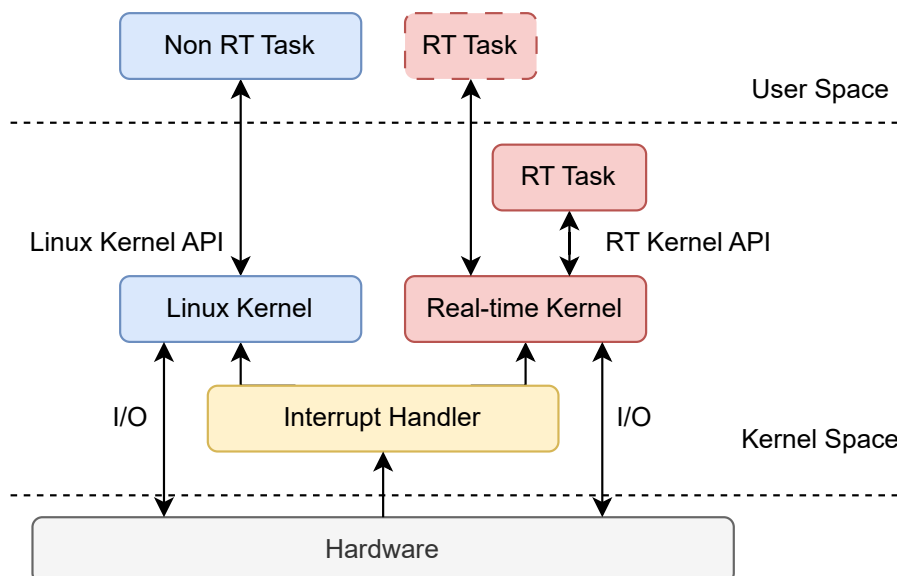 Non RT Task
RT Task
User Space
RT Task
Linux Kernel API
RT Kernel API
Linux Kernel
Real-time Kernel
I/O
Interrupt Handler
I/O
Kernel Space
Hardware